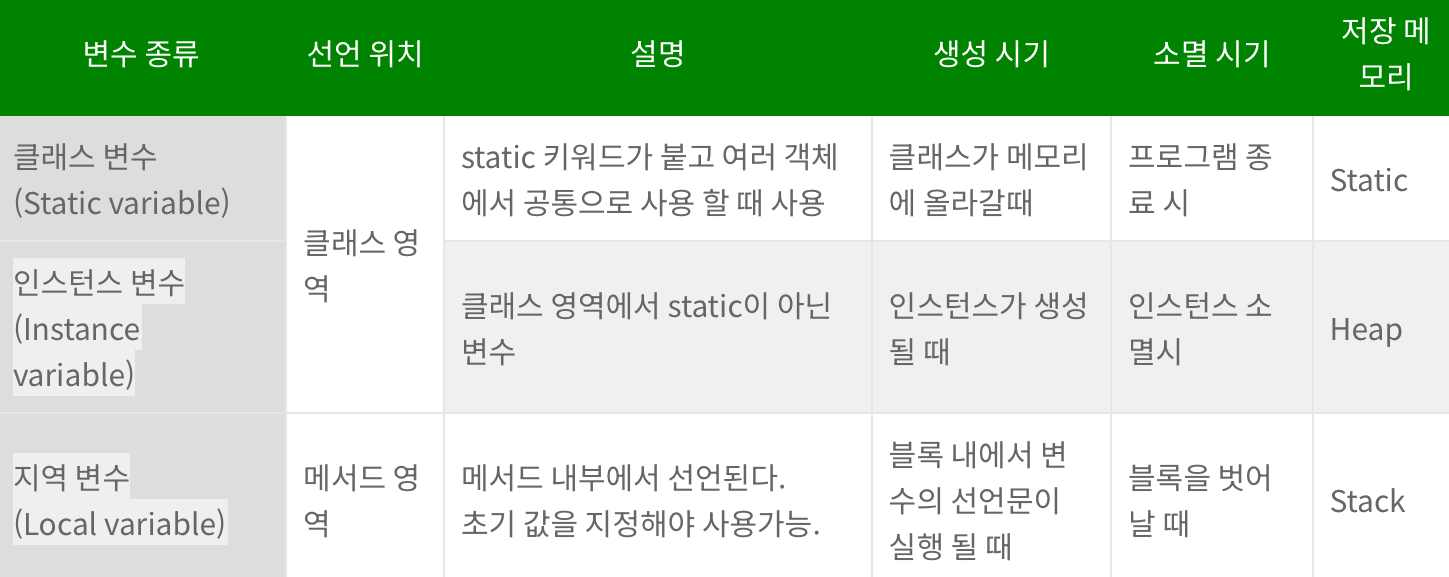 변수 종류
선언 위치
설명
생성 시기
소멸 시기
저장 메
모리
클래스 변수
(Static variable)
클래스 영
역
static 키워드가 붙고 여러 객체
에서 공통으로 사용 할 때 사용
클래스가 메모리
에 올라갈때
프로그램 종
료 시
Static
인스턴스 변수
(Instance
variable)
클래스 영역에서 static이 아닌
변수
인스턴스가 생성
될 때
인스턴스 소
멸시
Heap
지역 변수
(Local variable)
메서드 영
역
메서드 내부에서 선언된다.
초기 값을 지정해야 사용가능.
블록 내에서 변
수의 선언문이
실행 될 때
블록을 벗어
날 때
Stack